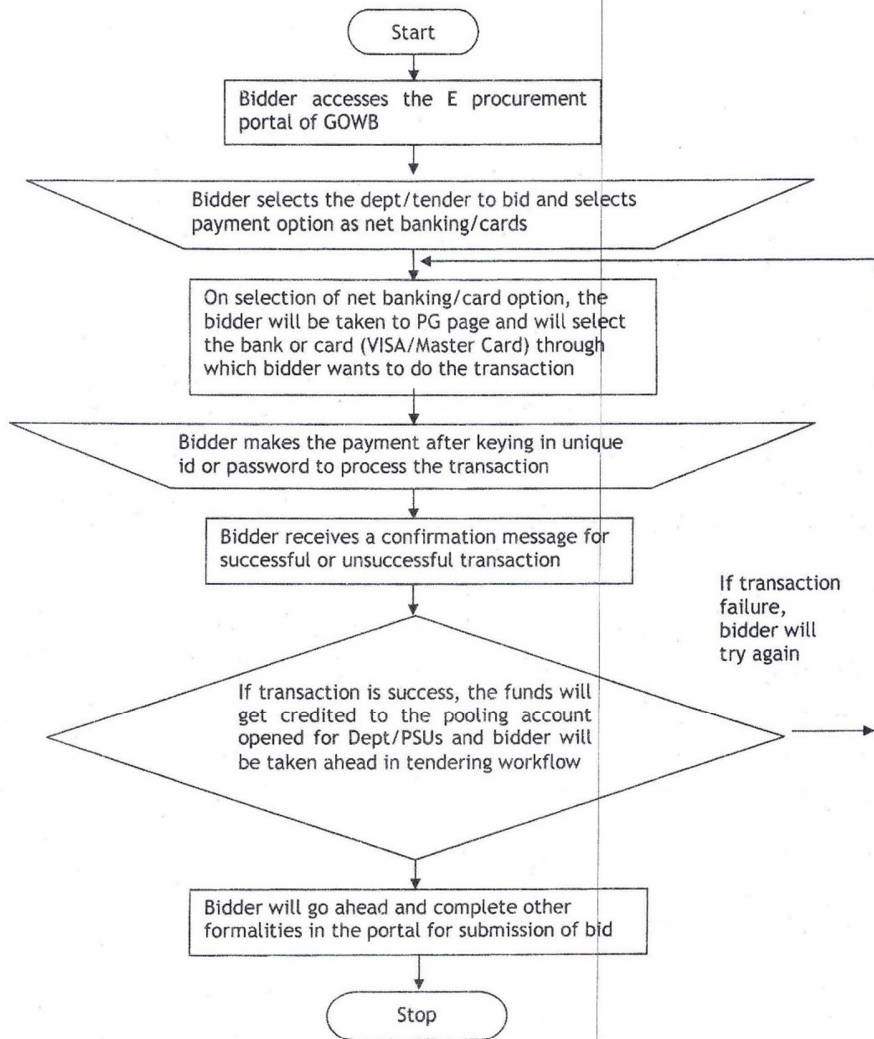 Start
Bidder accesses the E procurement
portal of GOWB
Bidder selects the dept/tender to bid and selects
payment option as net banking/cards
On selection of net banking/card option, the
bidder will be taken to PG page and will select
the bank or card (VISA/Master Card) through
which bidder wants to do the transaction
Bidder makes the payment after keying in unique
id or password to process the transaction
Bidder receives a confirmation message for
successful or unsuccessful transaction
If transaction
failure,
bidder will
try again
If transaction is success, the funds will
get credited to the pooling account
opened for Dept/PSUs and bidder will
be taken ahead in tendering workflow
Bidder will go ahead and complete other
formalities in the portal for submission of bid
Stop